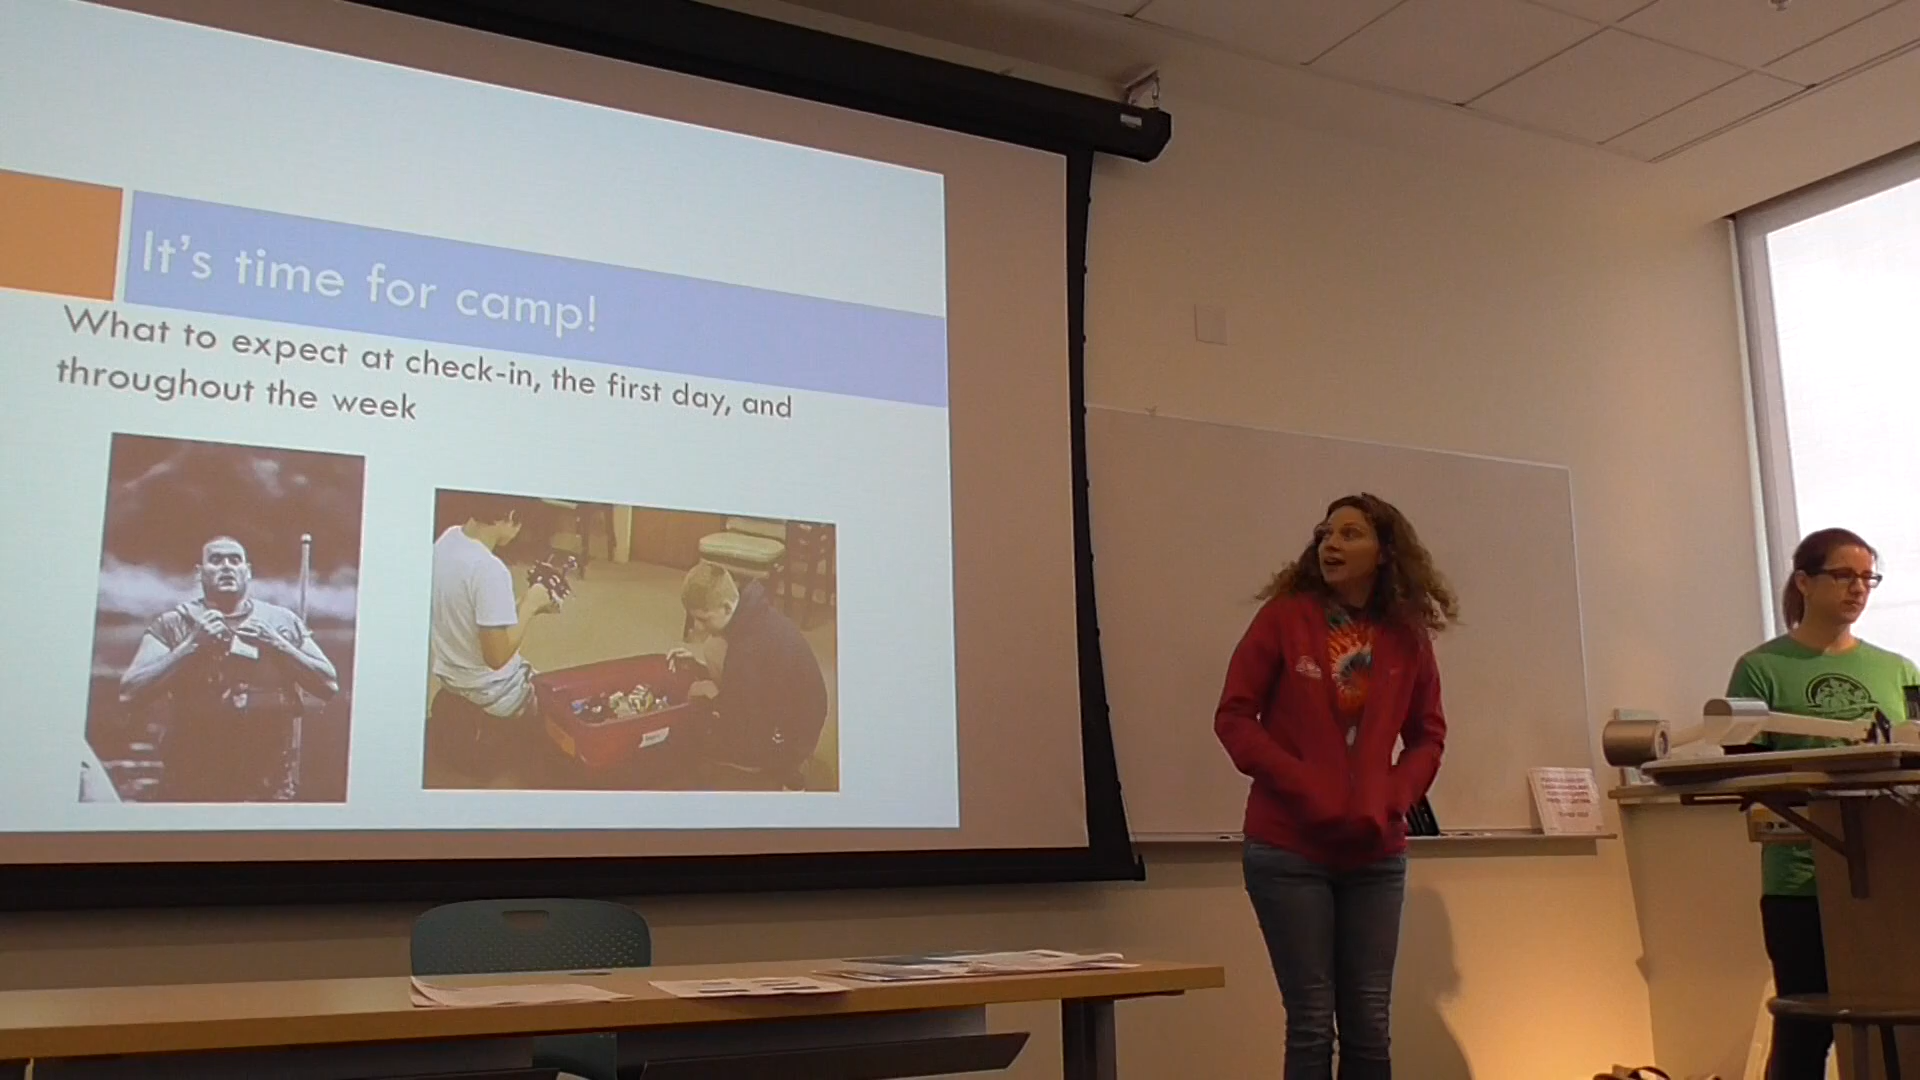 It's time for camp!
What to expect at check-in, the first day, and
throughout the week